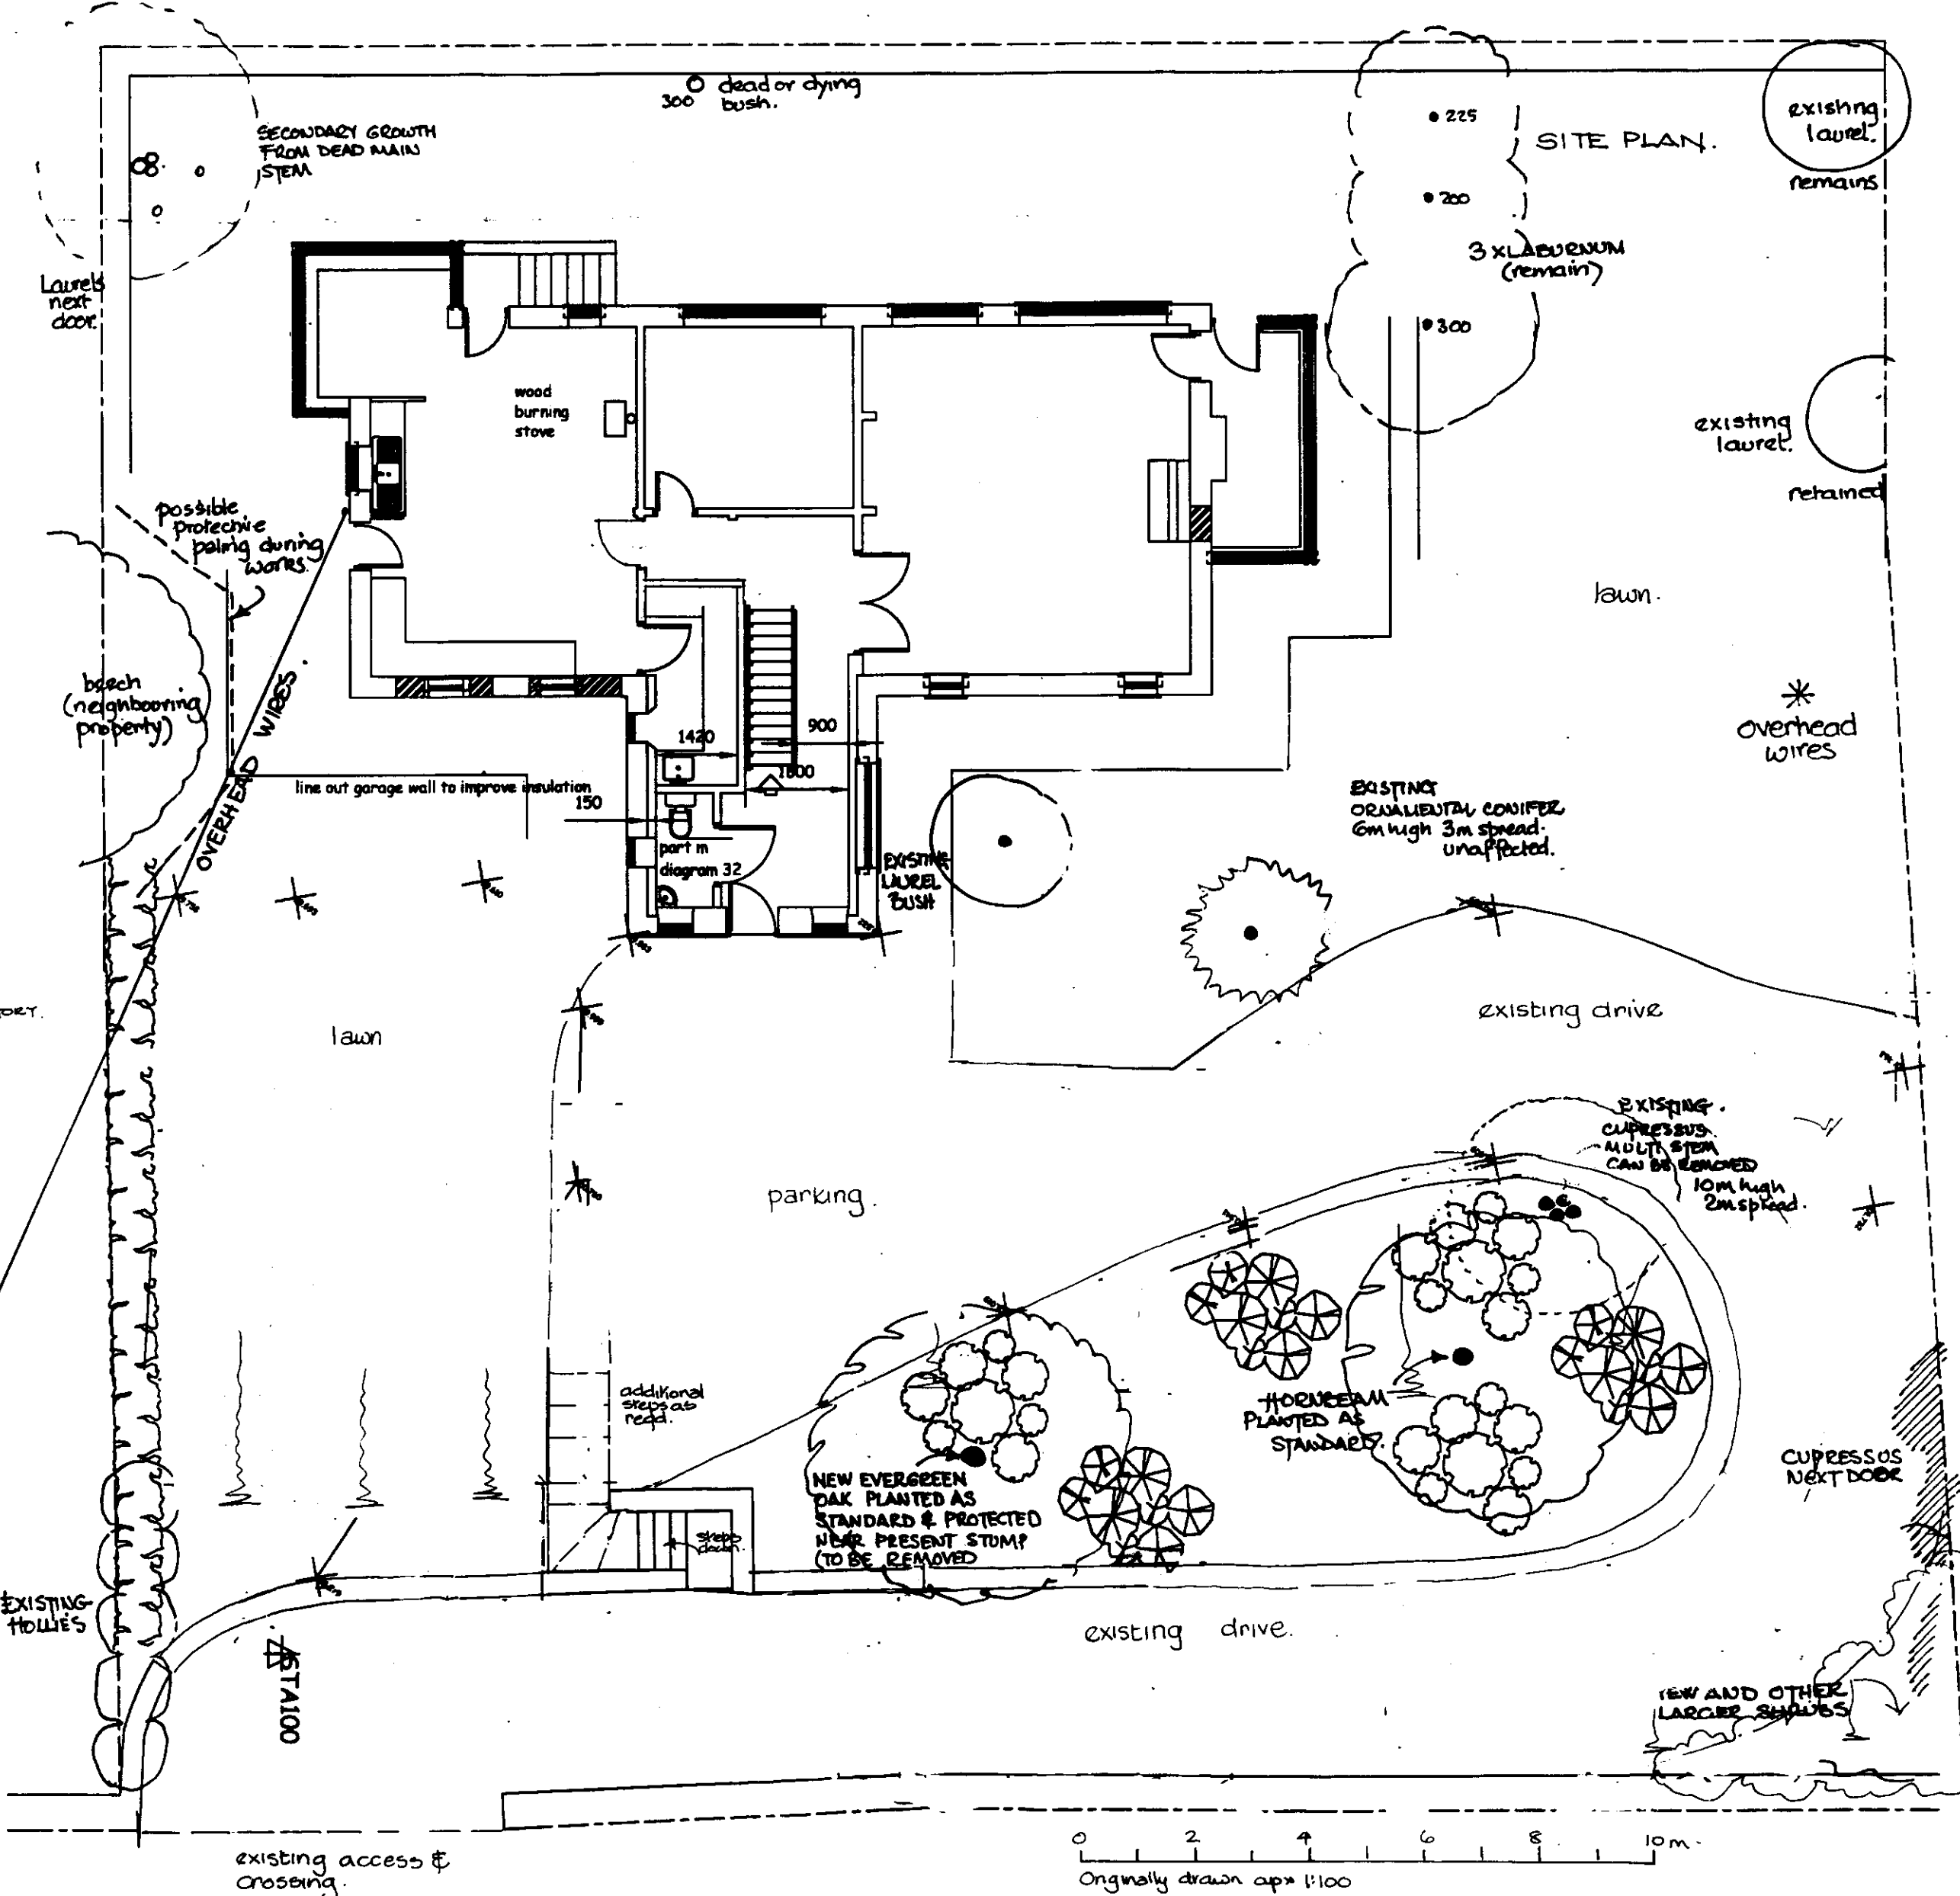 300
dead or dying
bush.
SECONDARY GROWTH
FROM DEAD MAIN
STEM
225
SITE PLAN.
existing
laurel.
remains
200
3 X LABURNUM
(remain)
300
Laurels
next
door.
wood
burning
stove
existing
laurel.
retained
possible
protective
paling during
works.
lawn.
beech
(neighbouring
property)
OVERHEAD WIRES.
overhead
wires
1420
900
1800
line out garage wall to improve insulation
150
part m
diagram 32
EXISTING
LAUREL
BUSH
EXISTING
ORNAMENTAL CONIFER
6m high 3m spread.
unaffected.
existing drive
lawn
parking.
EXISTING.
CUPRESSUS
MULTI STEM
CAN BE REMOVED
10m high
2m spread.
additional
steps as
reqd.
HORNBEAM
PLANTED AS
STANDARD.
CUPRESSUS
NEXT DOOR
NEW EVERGREEN
OAK PLANTED AS
STANDARD & PROTECTED
NEAR PRESENT STUMP
(TO BE REMOVED
steps
down.
EXISTING
HOLLIES
STA100
existing drive.
YEW AND OTHER
LARGER SHRUBS
existing access &
crossing.
0 2 4 6 8 10m.
Originally drawn apx 1:100